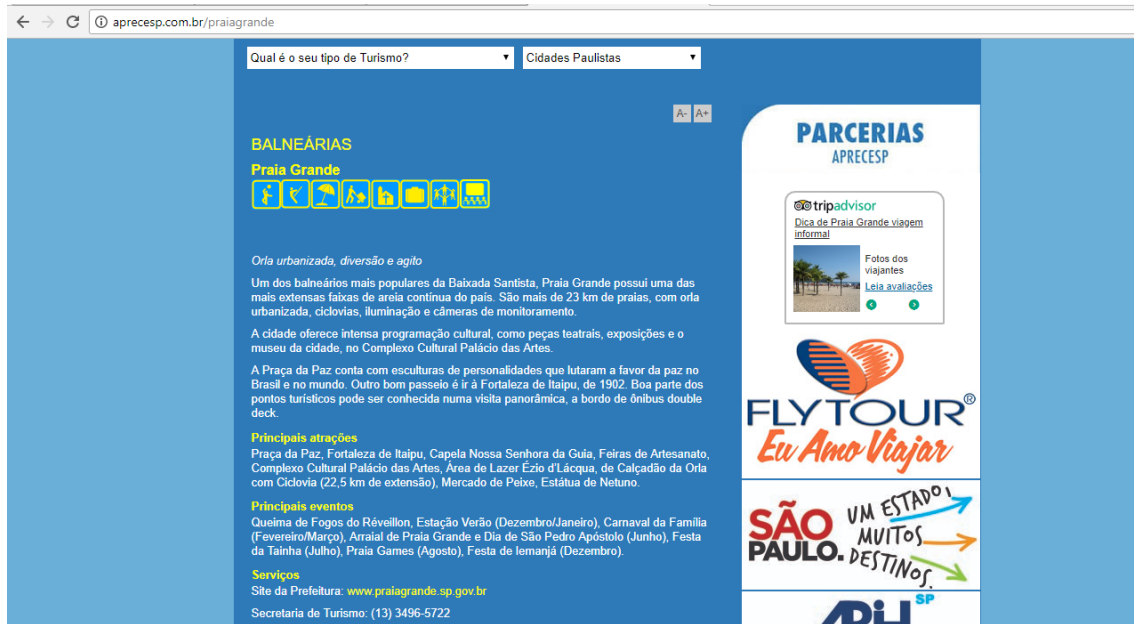 aprecesp.com.br/praiagrande
Qual é o seu tipo de Turismo?
Cidades Paulistas
A- A+
BALNEÁRIAS
Praia Grande
Orla urbanizada, diversão e agito
Um dos balneários mais populares da Baixada Santista, Praia Grande possui uma das
mais extensas faixas de areia contínua do país. São mais de 23 km de praias, com orla
urbanizada, ciclovias, iluminação e câmeras de monitoramento.
A cidade oferece intensa programação cultural, como peças teatrais, exposições e o
museu da cidade, no Complexo Cultural Palácio das Artes.
A Praça da Paz conta com esculturas de personalidades que lutaram a favor da paz no
Brasil e no mundo. Outro bom passeio é ir à Fortaleza de Itaipu, de 1902. Boa parte dos
pontos turísticos pode ser conhecida numa visita panorâmica, a bordo de ônibus double
deck.
Principais atrações
Praça da Paz, Fortaleza de Itaipu, Capela Nossa Senhora da Guia, Feiras de Artesanato,
Complexo Cultural Palácio das Artes, Área de Lazer Ézio d'Lácqua, de Calçadão da Orla
com Ciclovia (22,5 km de extensão), Mercado de Peixe, Estátua de Netuno.
Principais eventos
Queima de Fogos do Réveillon, Estação Verão (Dezembro/Janeiro), Carnaval da Família
(Fevereiro/Março), Arraial de Praia Grande e Dia de São Pedro Apóstolo (Junho), Festa
da Tainha (Julho), Praia Games (Agosto), Festa de Iemanjá (Dezembro).
Serviços
Site da Prefeitura: www.praiagrande.sp.gov.br
Secretaria de Turismo: (13) 3496-5722
PARCERIAS
APRECESP
tripadvisor
Dica de Praia Grande viagem
informal
Fotos dos
viajantes
Leia avaliações
FLYTOUR®
Eu Amo Viajar
SÃO
PAULO.
UM ESTADO,
MUITOS
DESTINOS.
SP